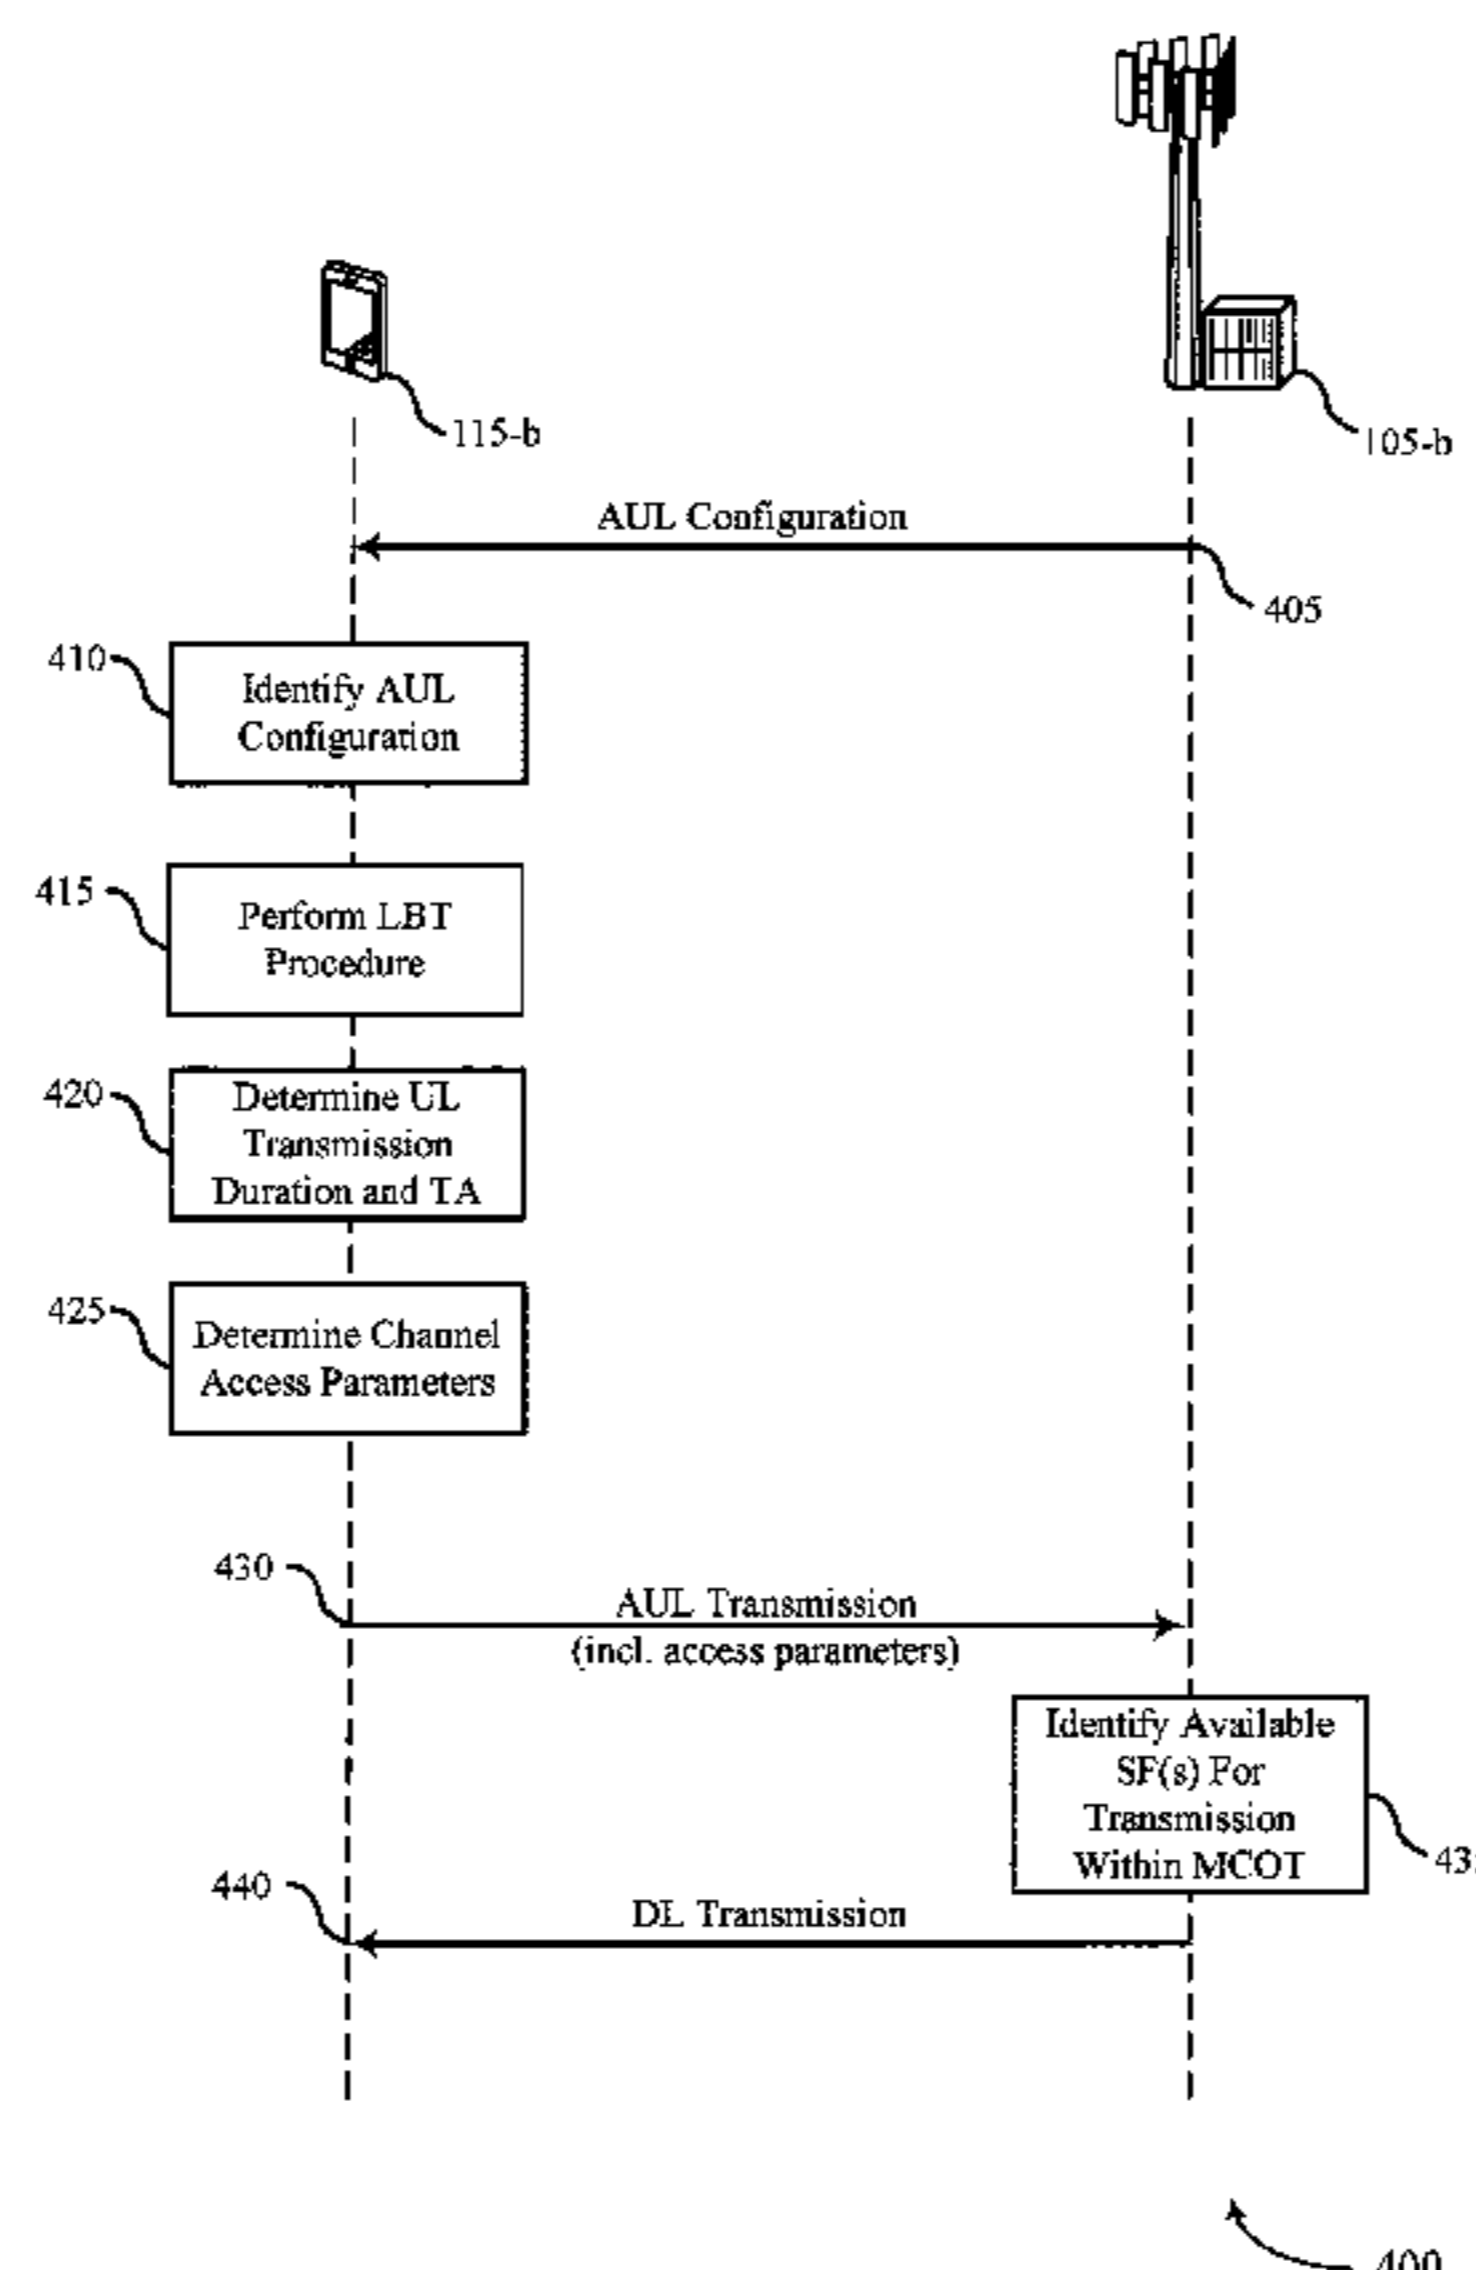 115-b
105-b
AUL Configuration
405
410
Identify AUL
Configuration
415
Perform LBT
Procedure
420
Determine UL
Transmission
Duration and TA
425
Determine Channel
Access Parameters
430
AUL Transmission
(incl. access parameters)
Identify Available
SF(s) For
Transmission
Within MCOT
440
DL Transmission
400